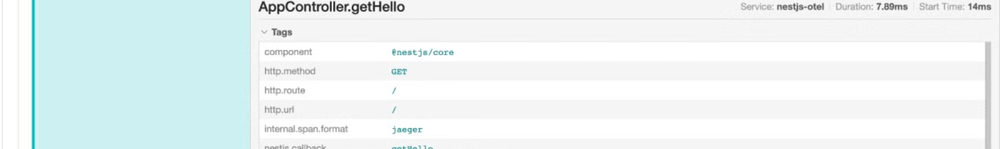 AppController.getHello
Service: nestjs-otel Duration: 7.89ms Start Time: 14ms
Tags
component @nestjs/core
http.method GET
http.route /
http.url /
internal.span.format jaeger
nestjs.callback getHello